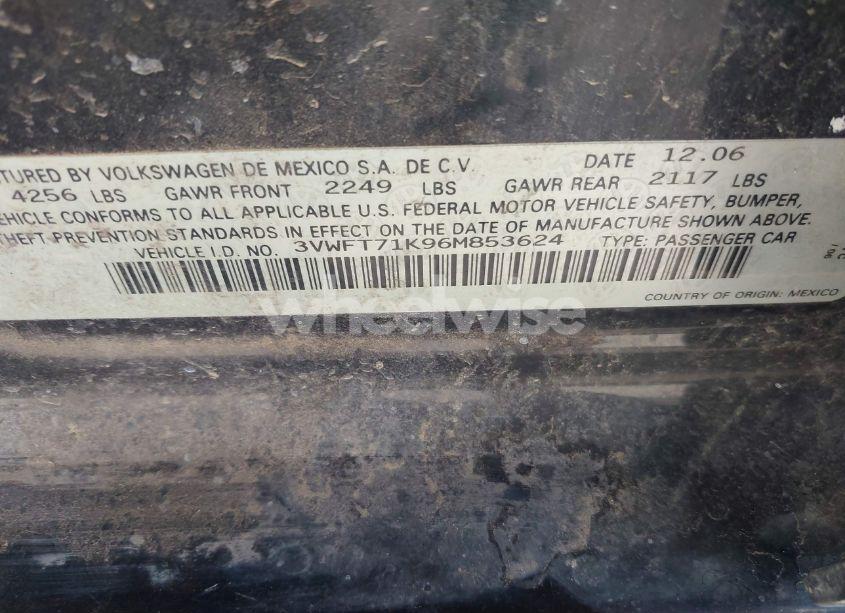 TURED BY VOLKSWAGEN DE MEXICO S.A. DE C.V. DATE 12.06
4256 LBS GAWR FRONT 2249 LBS GAWR REAR 2117 LBS
VEHICLE CONFORMS TO ALL APPLICABLE U.S. FEDERAL MOTOR VEHICLE SAFETY, BUMPER,
THEFT PREVENTION STANDARDS IN EFFECT ON THE DATE OF MANUFACTURE SHOWN ABOVE.
VEHICLE I.D. NO. 3VWFT71K96M853624 TYPE: PASSENGER CAR
COUNTRY OF ORIGIN: MEXICO
wheelwise